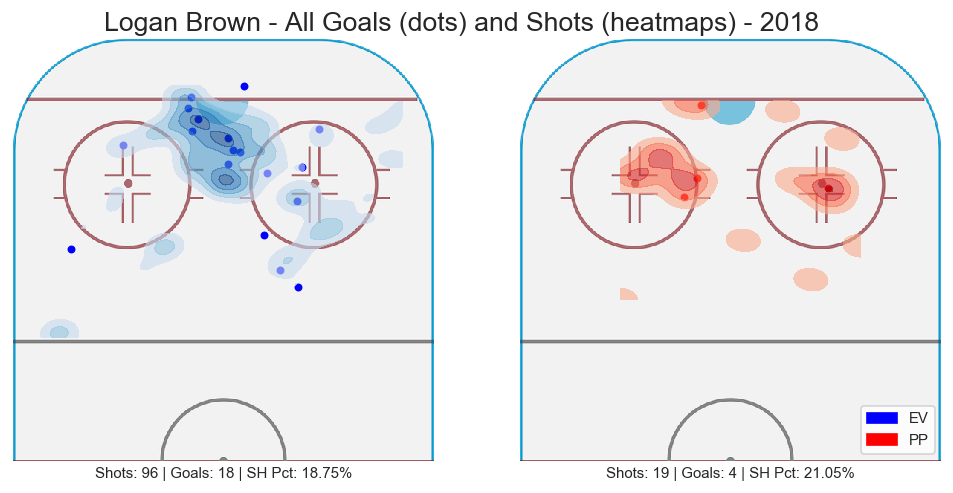 Logan Brown - All Goals (dots) and Shots (heatmaps) - 2018
EV
PP
Shots: 96 | Goals: 18 | SH Pct: 18.75%
Shots: 19 | Goals: 4 | SH Pct: 21.05%